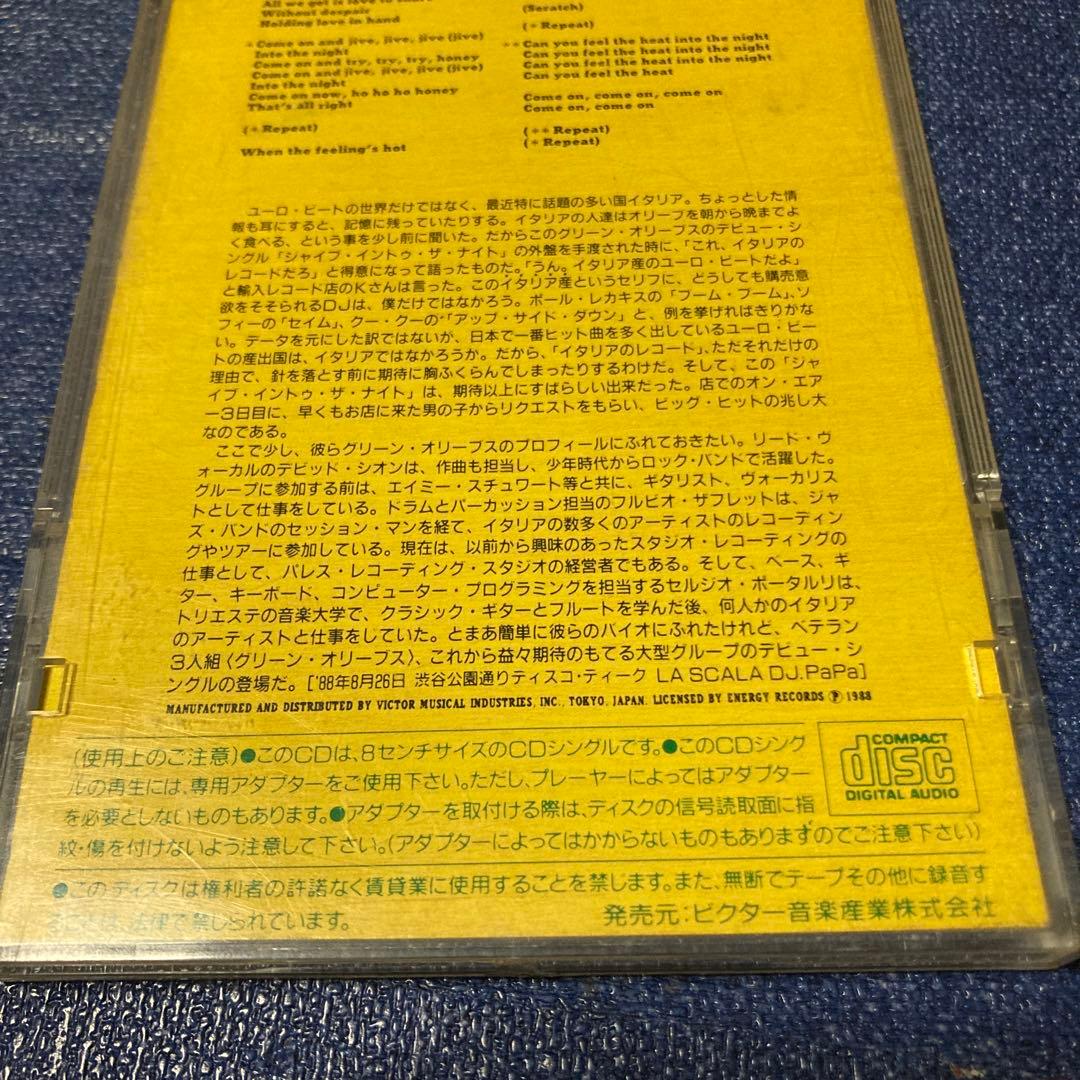 All we get is love to share
Without despair
Holding love in hand
*Come on and jive, jive, jive (jive)
Into the night
Come on and try, try, try, honey
Come on and jive, jive, jive (jive)
Into the night
Come on now, ho ho ho honey
That's all right
(*Repeat)
When the feeling's hot
(Scratch)
(*Repeat)
**Can you feel the heat into the night
Can you feel the heat into the night
Can you feel the heat into the night
Can you feel the heat
Come on, come on, come on
Come on, come on
(**Repeat)
(*Repeat)
ユーロ・ビートの世界だけではなく、最近特に話題の多い国イタリア。ちょっとした情
報も耳にすると、記憶に残っていたりする。イタリアの人達はオリーブを朝から晩までよ
く食べる、という事を少し前に聞いた。だからこのグリーン・オリーブスのデビュー・シ
ングル「ジャイブ・イントゥ・ザ・ナイト」の外盤を手渡された時に、「これ、イタリアの
レコードだろ」と得意になって語ったものだ。「うん。イタリア産のユーロ・ビートだよ」
と輸入レコード店のKさんは言った。このイタリア産というセリフに、どうしても購売意
欲をそそられるDJは、僕だけではなかろう。ポール・レカキスの「ブーム・ブーム」、ソ
フィーの「セイム」、クー・クーの「アップ・サイド・ダウン」と、例を挙げればきりがな
い。データを元にした訳ではないが、日本で一番ヒット曲を多く出しているユーロ・ビー
トの産出国は、イタリアではなかろうか。だから、「イタリアのレコード」、ただそれだけの
理由で、針を落とす前に期待に胸ふくらんでしまったりするわけだ。そして、この「ジャ
イブ・イントゥ・ザ・ナイト」は、期待以上にすばらしい出来だった。店でのオン・エア
ー3日目に、早くもお店に来た男の子からリクエストをもらい、ビッグ・ヒットの兆し大
なのである。
ここで少し、彼らグリーン・オリーブスのプロフィールにふれておきたい。リード・ヴ
ォーカルのデビッド・シオンは、作曲も担当し、少年時代からロック・バンドで活躍した。
グループに参加する前は、エイミー・スチュワート等と共に、ギタリスト、ヴォーカリス
トとして仕事をしている。ドラムとパーカッション担当のフルビオ・ザフレットは、ジャ
ズ・バンドのセッション・マンを経て、イタリアの数多くのアーティストのレコーディン
グやツアーに参加している。現在は、以前から興味のあったスタジオ・レコーディングの
仕事として、パレス・レコーディング・スタジオの経営者でもある。そして、ベース、ギ
ター、キーボード、コンピューター・プログラミングを担当するセルジオ・ポータルリは、
トリエステの音楽大学で、クラシック・ギターとフルートを学んだ後、何人かのイタリア
のアーティストと仕事をしていた。とまあ簡単に彼らのバイオにふれたけれど、ベテラン
3人組〈グリーン・オリーブス〉、これから益々期待のもてる大型グループのデビュー・シ
ングルの登場だ。['88年8月26日 渋谷公園通りディスコ・ティーク LA SCALA DJ.PaPa]
MANUFACTURED AND DISTRIBUTED BY VICTOR MUSICAL INDUSTRIES, INC., TOKYO, JAPAN. LICENSED BY ENERGY RECORDS Ⓟ 1988
(使用上のご注意)●このCDは、8センチサイズのCDシングルです。●このCDシング
ルの再生には、専用アダプターをご使用下さい。ただし、プレーヤーによってはアダプター
を必要としないものもあります。●アダプターを取付ける際は、ディスクの信号読取面に指
紋・傷を付けないよう注意して下さい。(アダプターによってはかからないものもありますのでご注意下さい)
COMPACT
disc
DIGITAL AUDIO
●このディスクは権利者の許諾なく賃貸業に使用することを禁じます。また、無断でテープその他に録音す
ることは、法律で禁じられています。
発売元:ビクター音楽産業株式会社